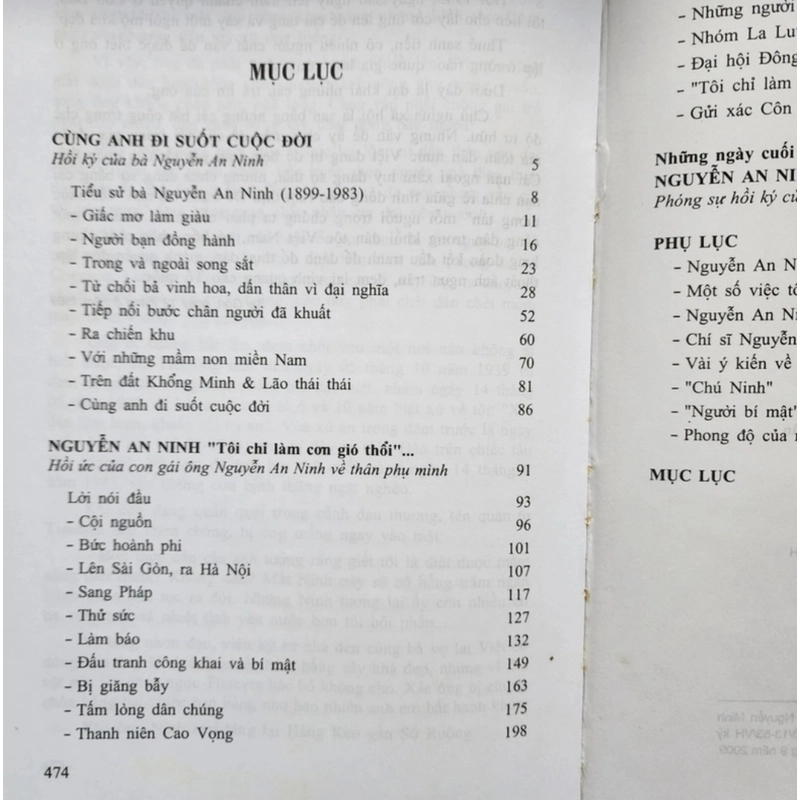 MỤC LỤC
CÙNG ANH ĐI SUỐT CUỘC ĐỜI
Hồi ký của bà Nguyễn An Ninh 5
Tiểu sử bà Nguyễn An Ninh (1899-1983) 8
- Giấc mơ làm giàu 11
- Người bạn đồng hành 16
- Trong và ngoài song sắt 23
- Từ chối bả vinh hoa, dấn thân vì đại nghĩa 28
- Tiếp nối bước chân người đã khuất 52
- Ra chiến khu 60
- Với những mầm non miền Nam 70
- Trên đất Khổng Minh & Lão thái thái 81
- Cùng anh đi suốt cuộc đời 86
NGUYỄN AN NINH "Tôi chỉ làm cơn gió thổi"...
Hồi ức của con gái ông Nguyễn An Ninh về thân phụ mình 91
Lời nói đầu 93
- Cội nguồn 96
- Bức hoành phi 101
- Lên Sài Gòn, ra Hà Nội 107
- Sang Pháp 117
- Thử sức 127
- Làm báo 132
- Đấu tranh công khai và bí mật 149
- Bị giăng bẫy 163
- Tấm lòng dân chúng 175
- Thanh niên Cao Vọng 198
474
- Những người
- Nhóm La
- Đại hội Đông
- "Tôi chỉ làm
- Gửi xác Côn
Những ngày cuối
NGUYỄN AN
Phóng sự hồi ký
PHỤ LỤC
- Nguyễn An
- Một số việc
- Nguyễn An
- Chí sĩ Nguyễn
- Vài ý kiến về
- "Chú Ninh"
- "Người bí mật"
- Phong độ của
MỤC LỤC